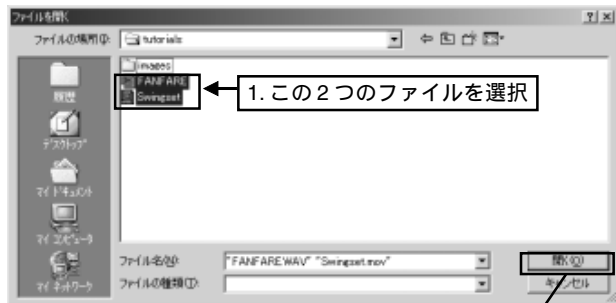 ファイルを開く
ファイルの場所(I):
tutorials
images
FANFARE
Swingset
1. この2つのファイルを選択
履歴
デスクトップ
マイ ドキュメント
マイ コンピュータ
マイ ネットワーク
ファイル名(N):
"FANFARE.WAV" "Swingset.mov"
開く(O)
ファイルの種類(T):
キャンセル